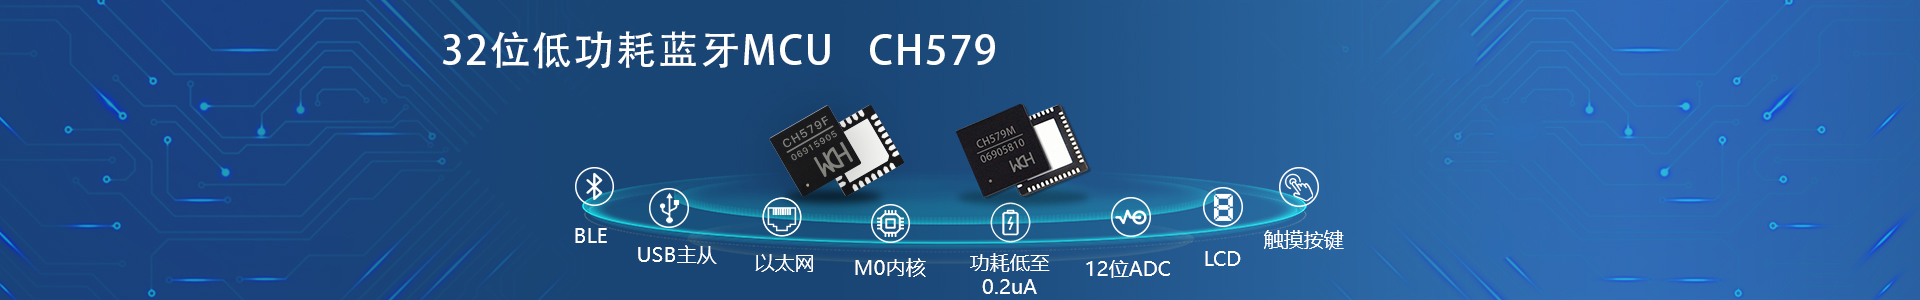 32位低功耗蓝牙MCU CH579
CH579F
06915905
WCH
CH579M
06905810
WCH
BLE
USB主从
以太网
M0内核
功耗低至
0.2uA
12位ADC
LCD
触摸按键